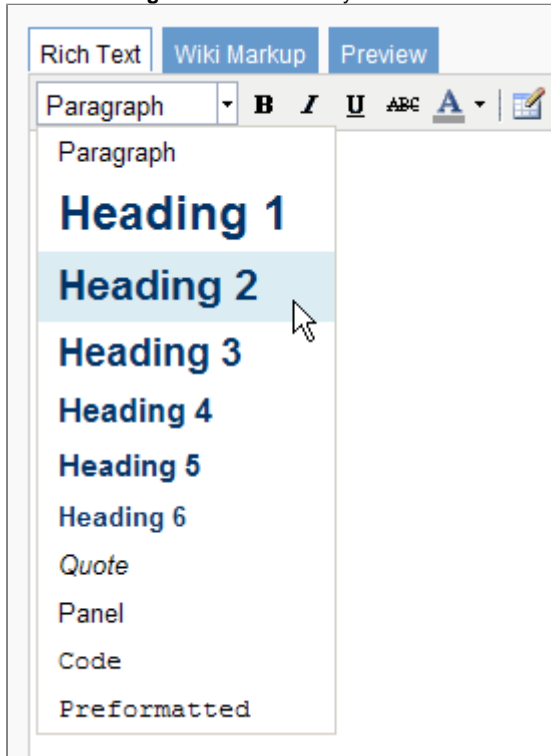 Rich Text Wiki Markup Preview
Paragraph B I U ABC A
Paragraph
Heading 1
Heading 2
Heading 3
Heading 4
Heading 5
Heading 6
Quote
Panel
Code
Preformatted